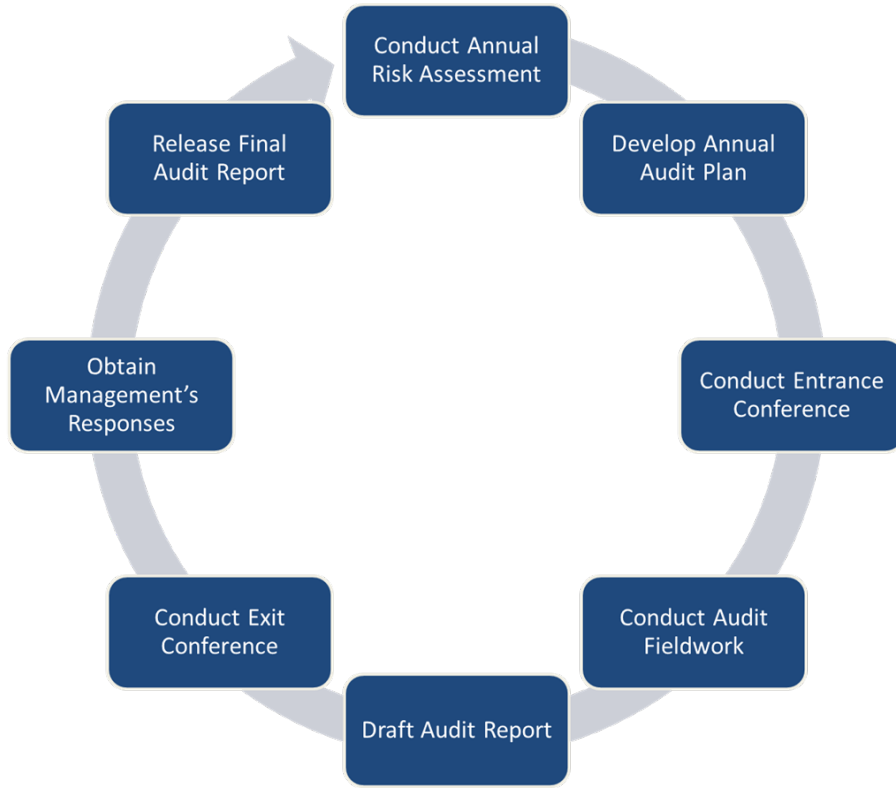 Conduct Annual
Risk Assessment
Develop Annual
Audit Plan
Conduct Entrance
Conference
Conduct Audit
Fieldwork
Draft Audit Report
Conduct Exit
Conference
Obtain
Management’s
Responses
Release Final
Audit Report